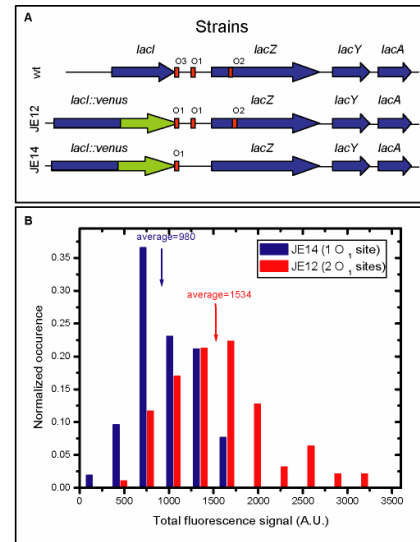 A
Strains
lacI O3 O1 O2 lacZ lacY lacA
wt
lacI::venus O1 O1 O2 lacZ lacY lacA
JE12
lacI::venus O1 lacZ lacY lacA
JE14
B
average=980
JE14 (1 O1 site)
JE12 (2 O1 sites)
average=1534
0.35
0.30
0.25
0.20
0.15
0.10
0.05
0.00
Normalized occurence
0 500 1000 1500 2000 2500 3000 3500
Total fluorescence signal (A.U.)